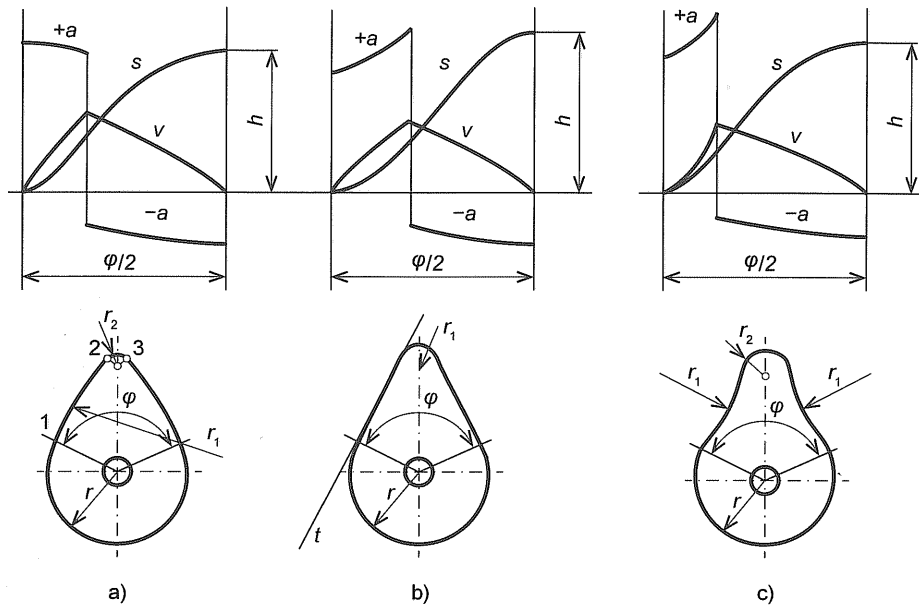 +a
s
v
h
−a
φ/2
+a
s
v
h
−a
φ/2
+a
s
v
h
−a
φ/2
r₂
2 3
1
φ
r₁
r
r₁
φ
r
t
r₂
r₁ r₁
φ
r
a) b) c)